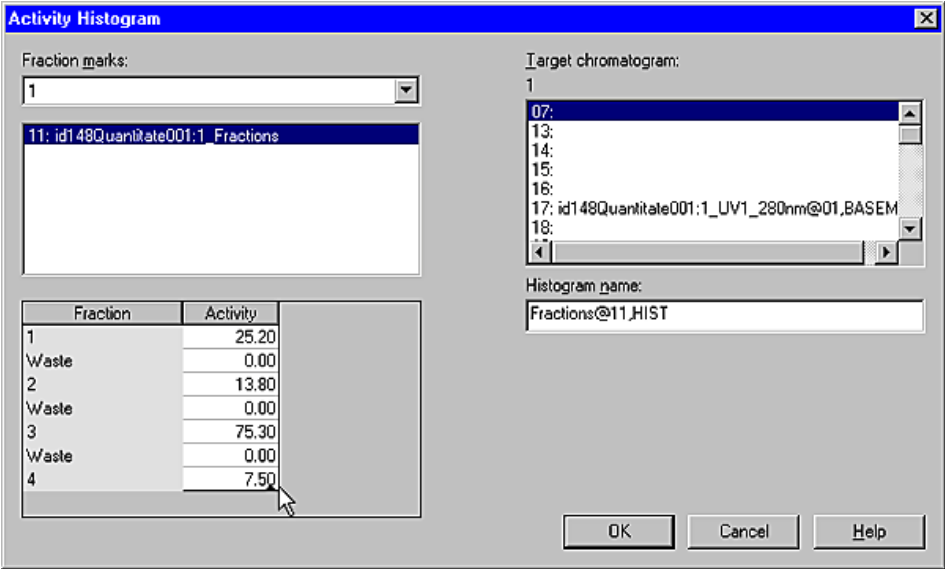 Activity Histogram
Fraction marks:
1
11: id148Quantitate001:1_Fractions
Target chromatogram:
1
07:
13:
14:
15:
16:
17: id148Quantitate001:1_UV1_280nm@01,BASEM
18:
Histogram name:
Fractions@11,HIST
Fraction Activity
1 25.20
Waste 0.00
2 13.80
Waste 0.00
3 75.30
Waste 0.00
4 7.50
OK Cancel Help